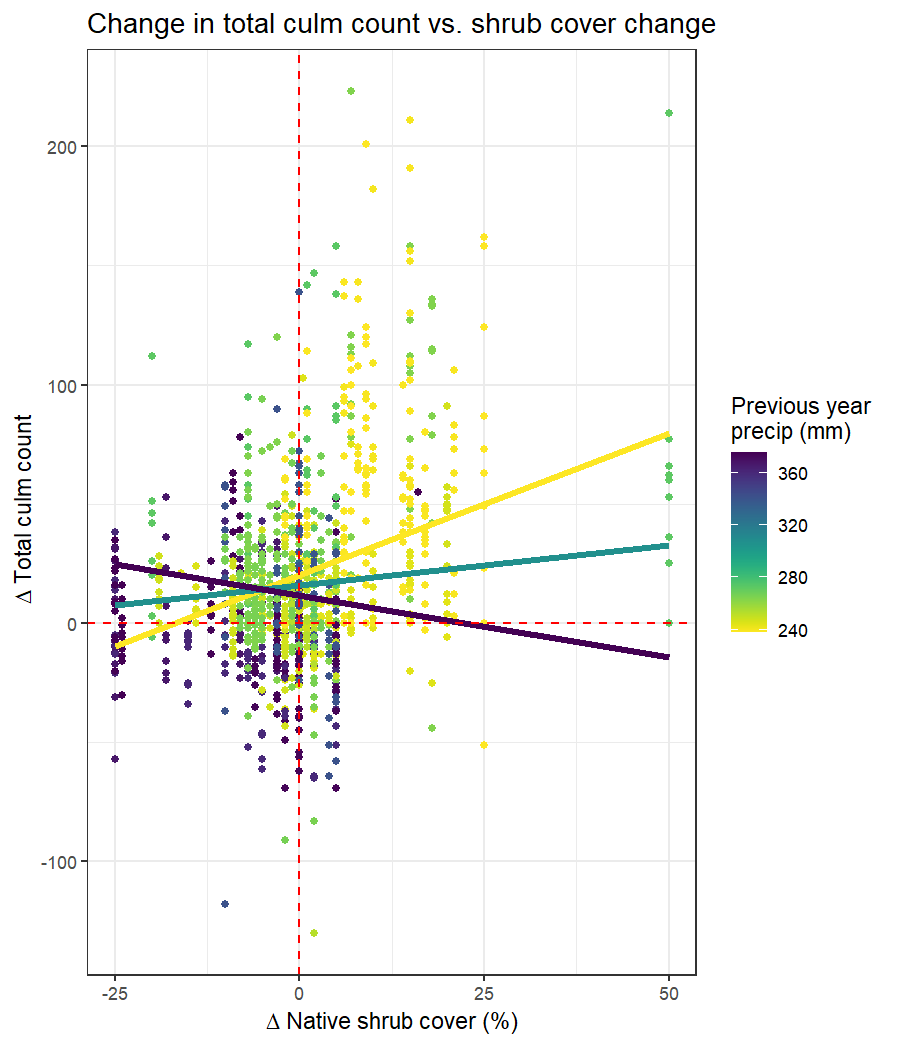 Change in total culm count vs. shrub cover change
200
100
0
-100
Δ Total culm count
-25
0
25
50
Δ Native shrub cover (%)
Previous year
precip (mm)
360
320
280
240